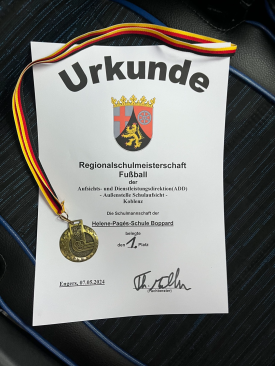 Urkunde
Regionalschulmeisterschaft
Fußball
der
Aufsichts- und Dienstleistungsdirektion(ADD)
- Außenstelle Schulaufsicht -
Koblenz
Die Schulmannschaft der
Helene-Pagés-Schule Boppard
belegte
den 1. Platz
Engers, 07.05.2024
(Fachberater)